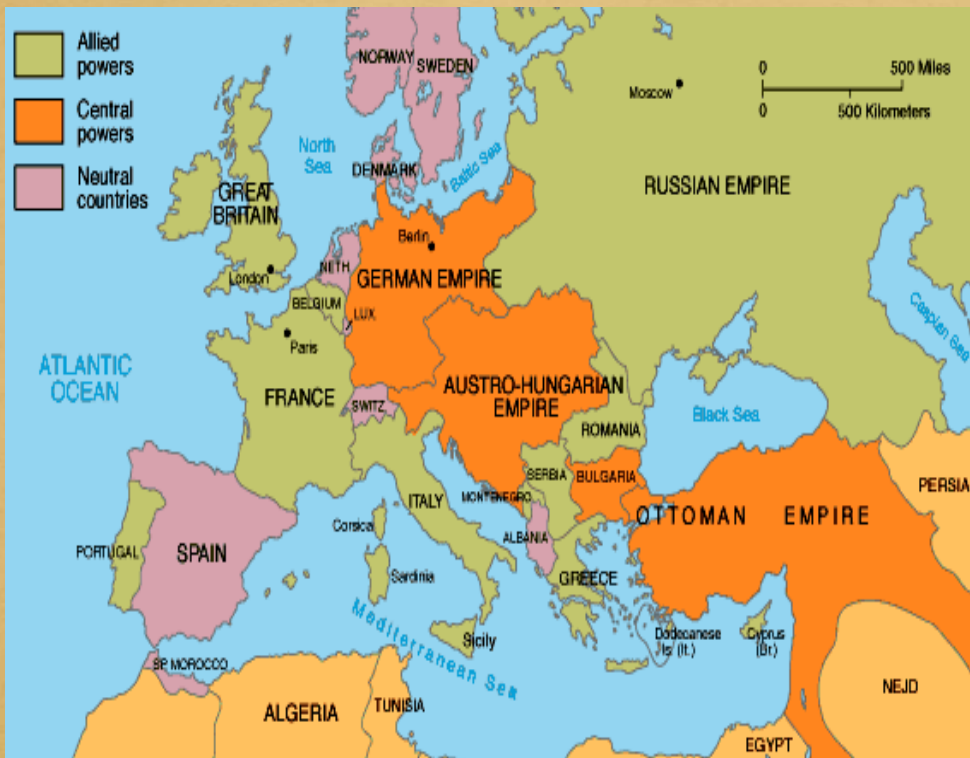 Allied
powers
Central
powers
Neutral
countries
NORWAY
SWEDEN
0
500 Miles
0
500 Kilometers
Moscow
North
Sea
Baltic Sea
DENMARK
RUSSIAN EMPIRE
GREAT
BRITAIN
Berlin
NETH
London
GERMAN EMPIRE
BELGIUM
LUX.
Caspian Sea
Paris
ATLANTIC
OCEAN
FRANCE
SWITZ
AUSTRO-HUNGARIAN
EMPIRE
Black Sea
ROMANIA
SERBIA
BULGARIA
PERSIA
MONTENEGRO
ITALY
OTTOMAN EMPIRE
Corsica
ALBANIA
PORTUGAL
SPAIN
Sardinia
GREECE
Mediterranean Sea
Sicily
Dodecanese
Is. (It.)
Cyprus
(Br.)
SP. MOROCCO
NEJD
ALGERIA
TUNISIA
EGYPT